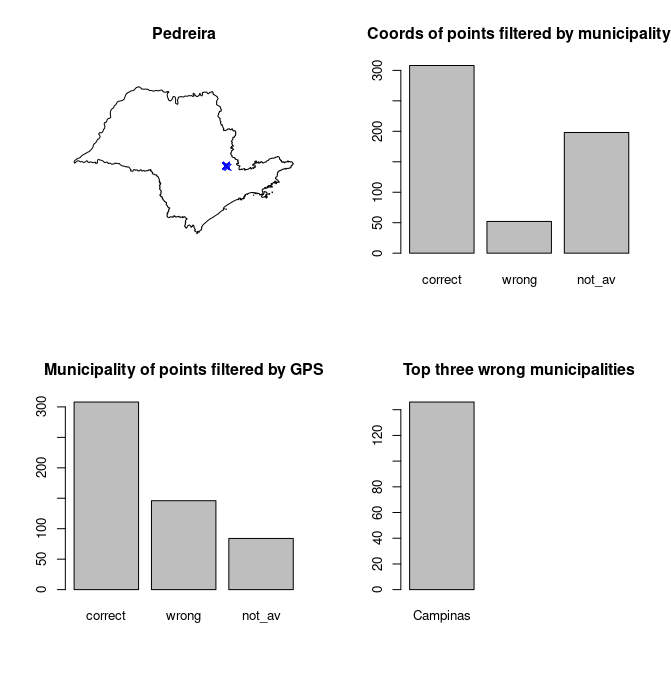 Pedreira
Coords of points filtered by municipality
300
200
100
50
0
correct wrong not_av
Municipality of points filtered by GPS
300
200
100
50
0
correct wrong not_av
Top three wrong municipalities
120
80
60
40
20
0
Campinas